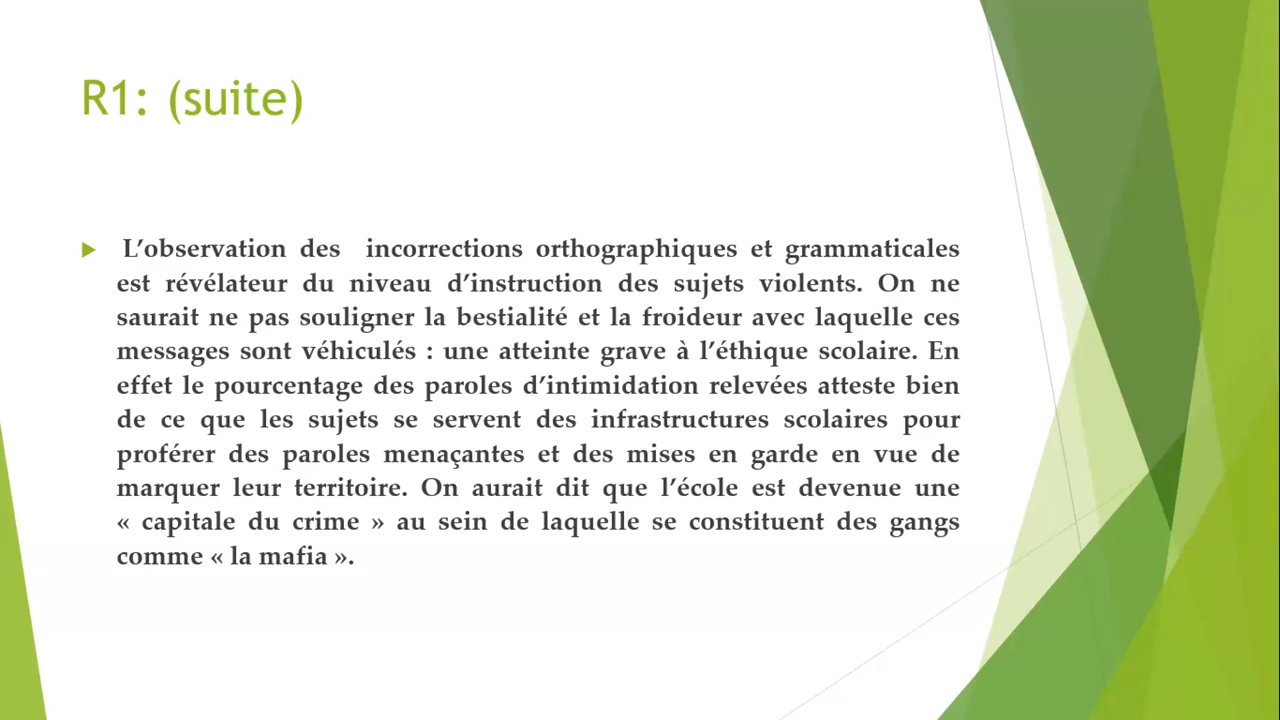 R1: (suite)
L’observation des incorrections orthographiques et grammaticales
est révélateur du niveau d’instruction des sujets violents. On ne
saurait ne pas souligner la bestialité et la froideur avec laquelle ces
messages sont véhiculés : une atteinte grave à l’éthique scolaire. En
effet le pourcentage des paroles d’intimidation relevées atteste bien
de ce que les sujets se servent des infrastructures scolaires pour
proférer des paroles menaçantes et des mises en garde en vue de
marquer leur territoire. On aurait dit que l’école est devenue une
« capitale du crime » au sein de laquelle se constituent des gangs
comme « la mafia ».